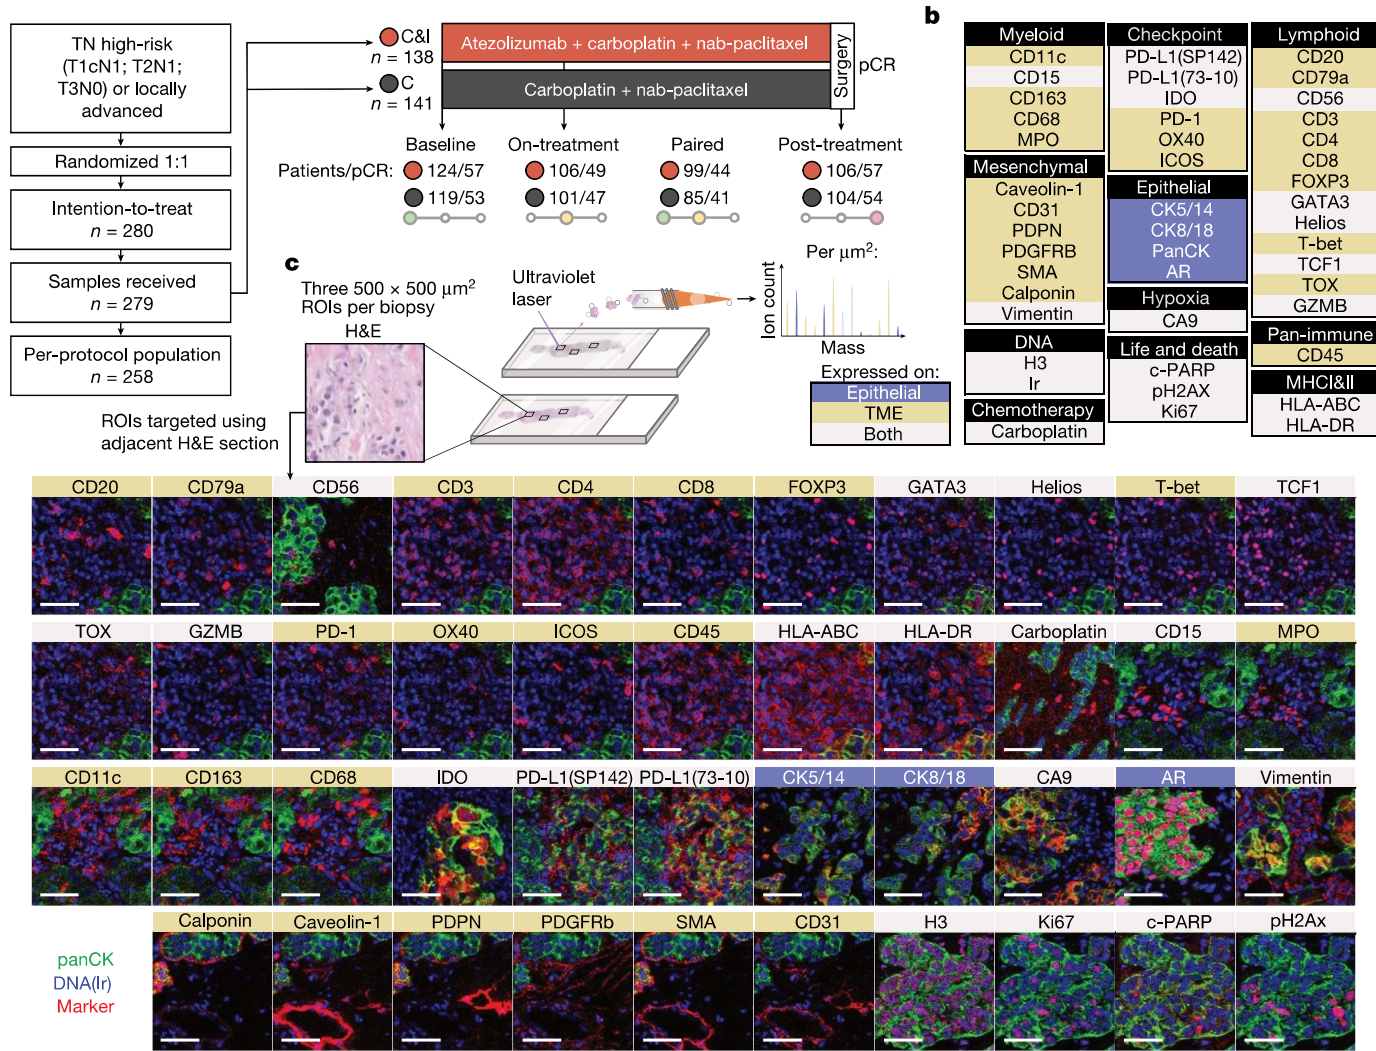 TN high-risk
(T1cN1; T2N1;
T3N0) or locally
advanced
Randomized 1:1
Intention-to-treat
n = 280
Samples received
n = 279
Per-protocol population
n = 258
C&I
n = 138
C
n = 141
Atezolizumab + carboplatin + nab-paclitaxel
Carboplatin + nab-paclitaxel
Surgery
pCR
Baseline
On-treatment
Paired
Post-treatment
Patients/pCR:
124/57
106/49
99/44
106/57
119/53
101/47
85/41
104/54
b
Myeloid
CD11c
CD15
CD163
CD68
MPO
Mesenchymal
Caveolin-1
CD31
PDPN
PDGFRB
SMA
Calponin
Vimentin
DNA
H3
Ir
Chemotherapy
Carboplatin
Checkpoint
PD-L1(SP142)
PD-L1(73-10)
IDO
PD-1
OX40
ICOS
Epithelial
CK5/14
CK8/18
PanCK
AR
Hypoxia
CA9
Life and death
c-PARP
pH2AX
Ki67
Lymphoid
CD20
CD79a
CD56
CD3
CD4
CD8
FOXP3
GATA3
Helios
T-bet
TCF1
TOX
GZMB
Pan-immune
CD45
MHCI&II
HLA-ABC
HLA-DR
c
Three 500 × 500 μm²
ROIs per biopsy
H&E
Ultraviolet
laser
Per μm²:
Ion count
Mass
Expressed on:
Epithelial
TME
Both
ROIs targeted using
adjacent H&E section
CD20 CD79a CD56 CD3 CD4 CD8 FOXP3 GATA3 Helios T-bet TCF1
TOX GZMB PD-1 OX40 ICOS CD45 HLA-ABC HLA-DR Carboplatin CD15 MPO
CD11c CD163 CD68 IDO PD-L1(SP142) PD-L1(73-10) CK5/14 CK8/18 CA9 AR Vimentin
Calponin Caveolin-1 PDPN PDGFRb SMA CD31 H3 Ki67 c-PARP pH2Ax
panCK
DNA(Ir)
Marker